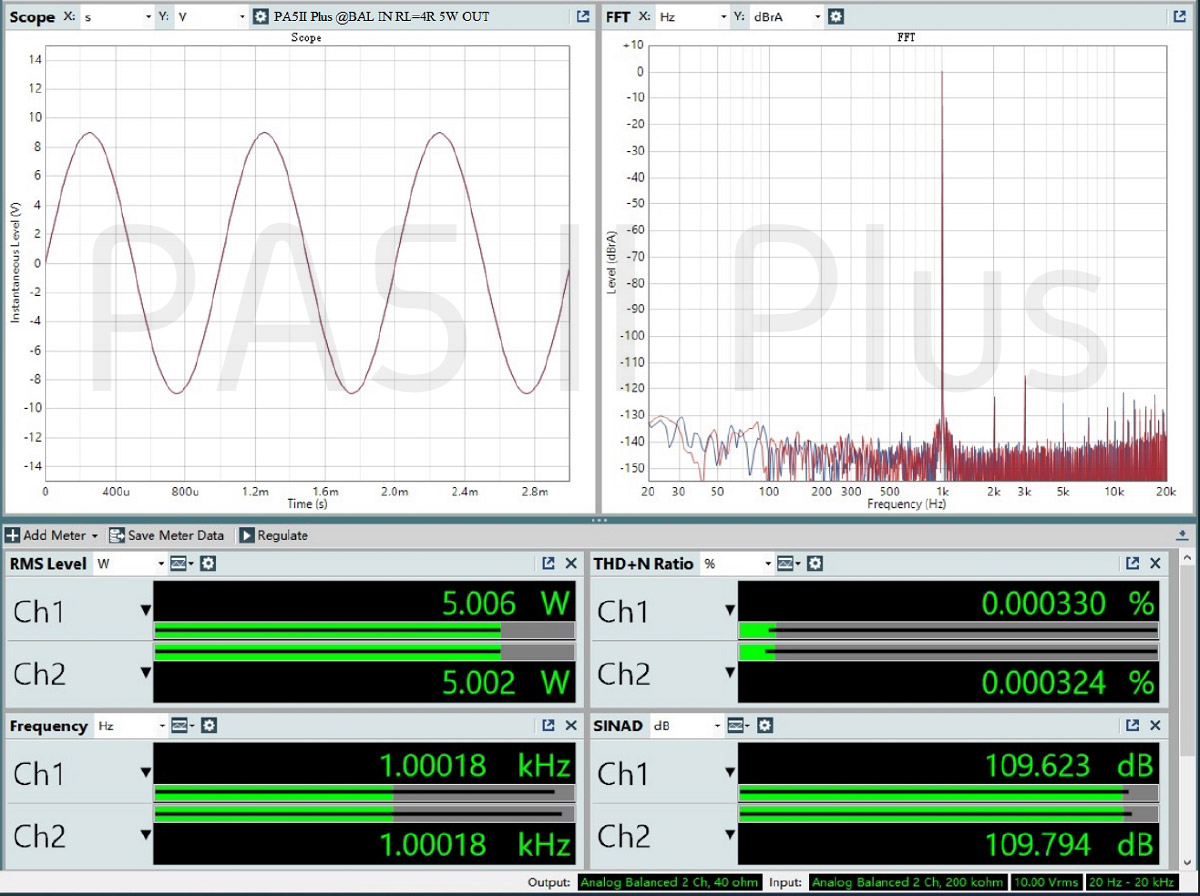 Scope X: s Y: V PA5II Plus @BAL IN RL=4R 5W OUT
Scope
14
12
10
8
6
4
2
0
-2
-4
-6
-8
-10
-12
-14
Instantaneous Level (V)
0 400u 800u 1.2m 1.6m 2.0m 2.4m 2.8m
Time (s)
PA5 II Plus
FFT X: Hz Y: dBrA
FFT
+10
0
-10
-20
-30
-40
-50
-60
-70
-80
-90
-100
-110
-120
-130
-140
-150
Level (dBrA)
20 30 50 100 200 300 500 1k 2k 3k 5k 10k 20k
Frequency (Hz)
Add Meter Save Meter Data Regulate
RMS Level W
Ch1 5.006 W
Ch2 5.002 W
THD+N Ratio %
Ch1 0.000330 %
Ch2 0.000324 %
Frequency Hz
Ch1 1.00018 kHz
Ch2 1.00018 kHz
SINAD dB
Ch1 109.623 dB
Ch2 109.794 dB
Output: Analog Balanced 2 Ch, 40 ohm Input: Analog Balanced 2 Ch, 200 kohm 10.00 Vrms 20 Hz - 20 kHz